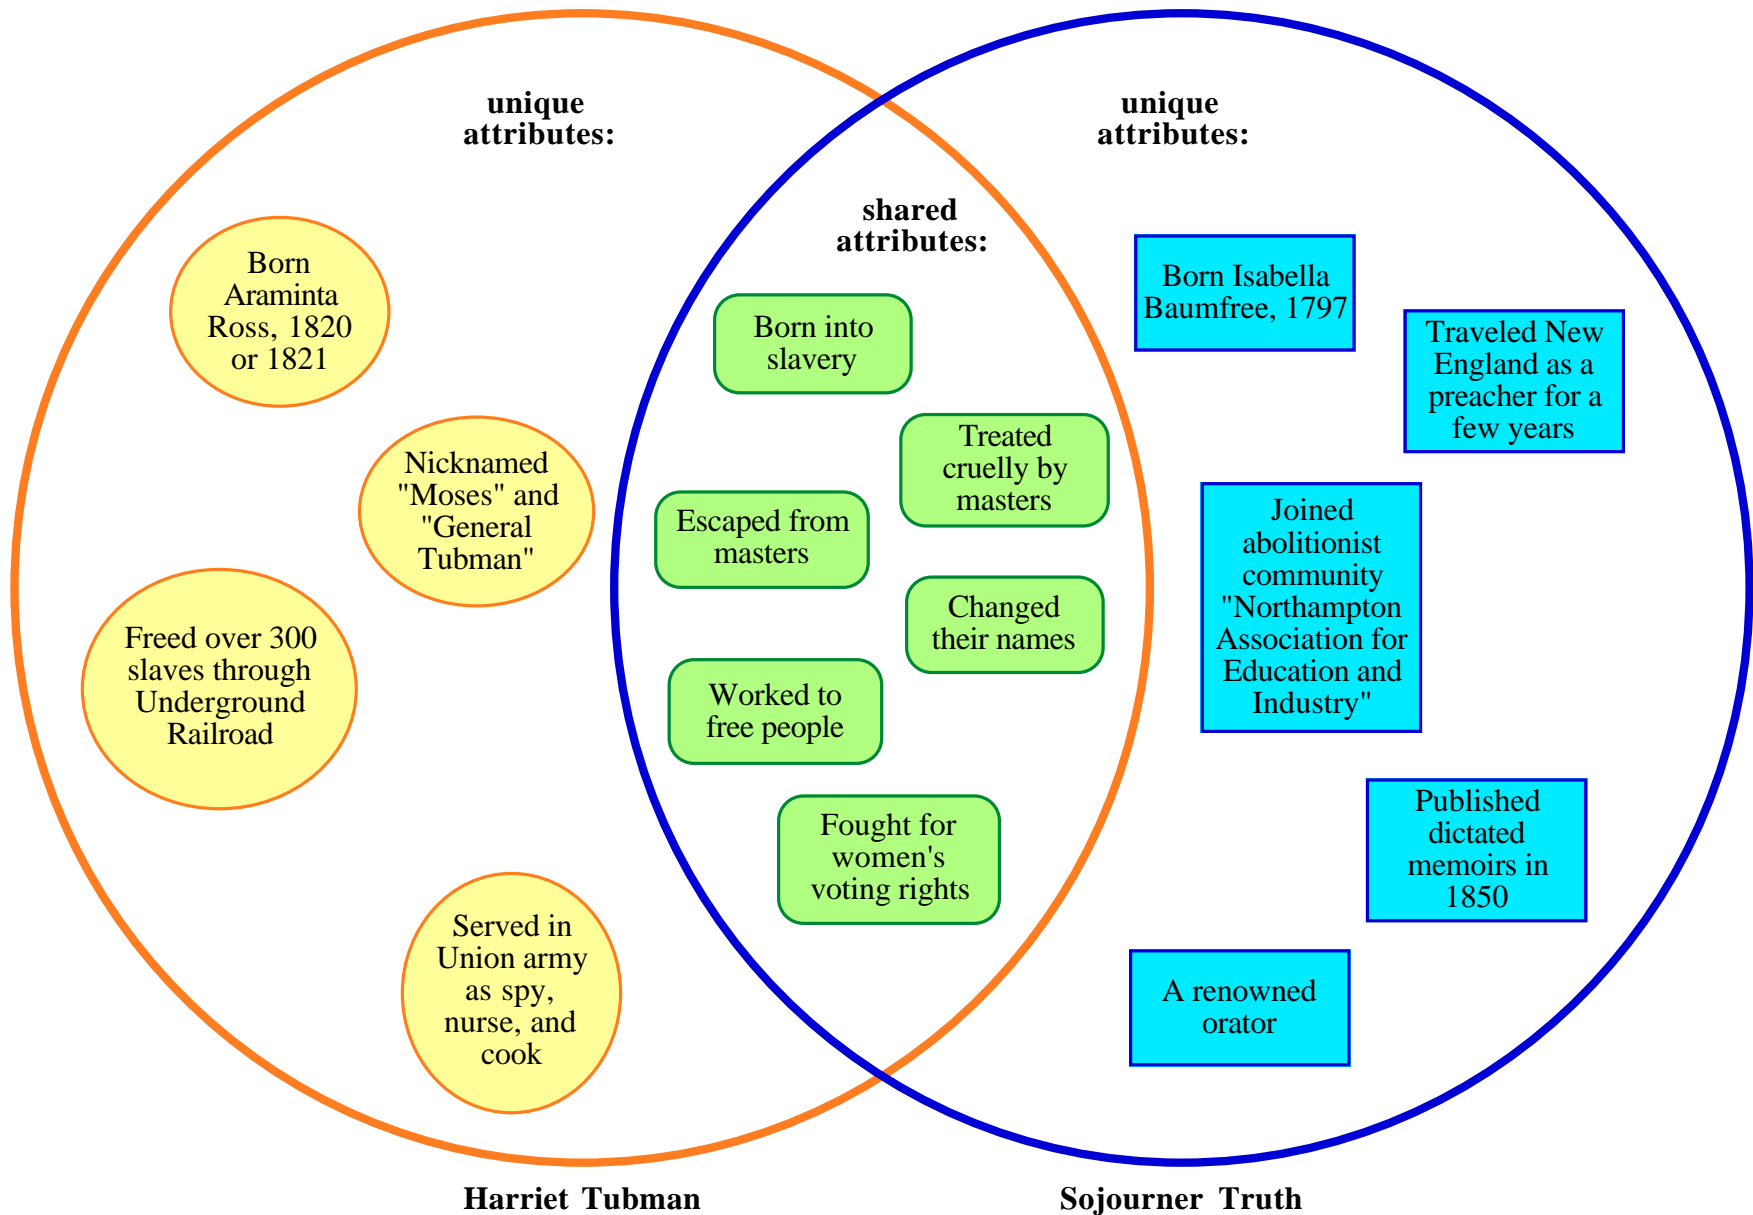 unique
attributes:
Born
Araminta
Ross, 1820
or 1821
Nicknamed
"Moses" and
"General
Tubman"
Freed over 300
slaves through
Underground
Railroad
Served in
Union army
as spy,
nurse, and
cook
shared
attributes:
Born into
slavery
Treated
cruelly by
masters
Escaped from
masters
Changed
their names
Worked to
free people
Fought for
women's
voting rights
unique
attributes:
Born Isabella
Baumfree, 1797
Traveled New
England as a
preacher for a
few years
Joined
abolitionist
community
"Northampton
Association for
Education and
Industry"
Published
dictated
memoirs in
1850
A renowned
orator
Harriet Tubman
Sojourner Truth